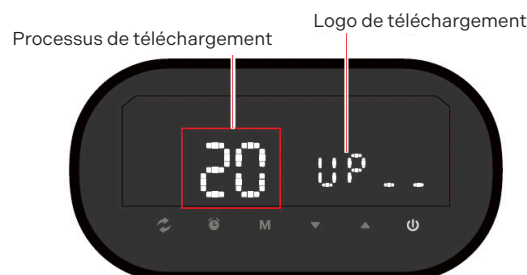 Logo de téléchargement
Processus de téléchargement
20 UP_ _
M